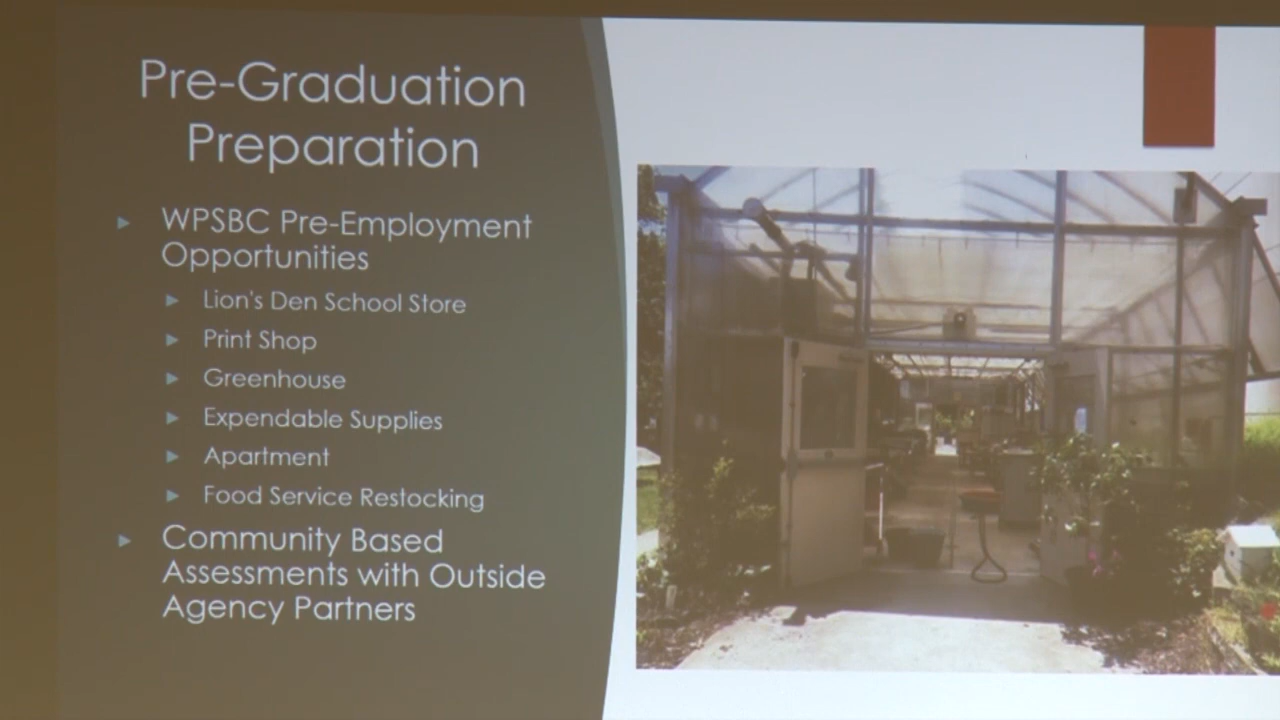 Pre-Graduation
Preparation
WPSBC Pre-Employment
Opportunities
Lion's Den School Store
Print Shop
Greenhouse
Expendable Supplies
Apartment
Food Service Restocking
Community Based
Assessments with Outside
Agency Partners